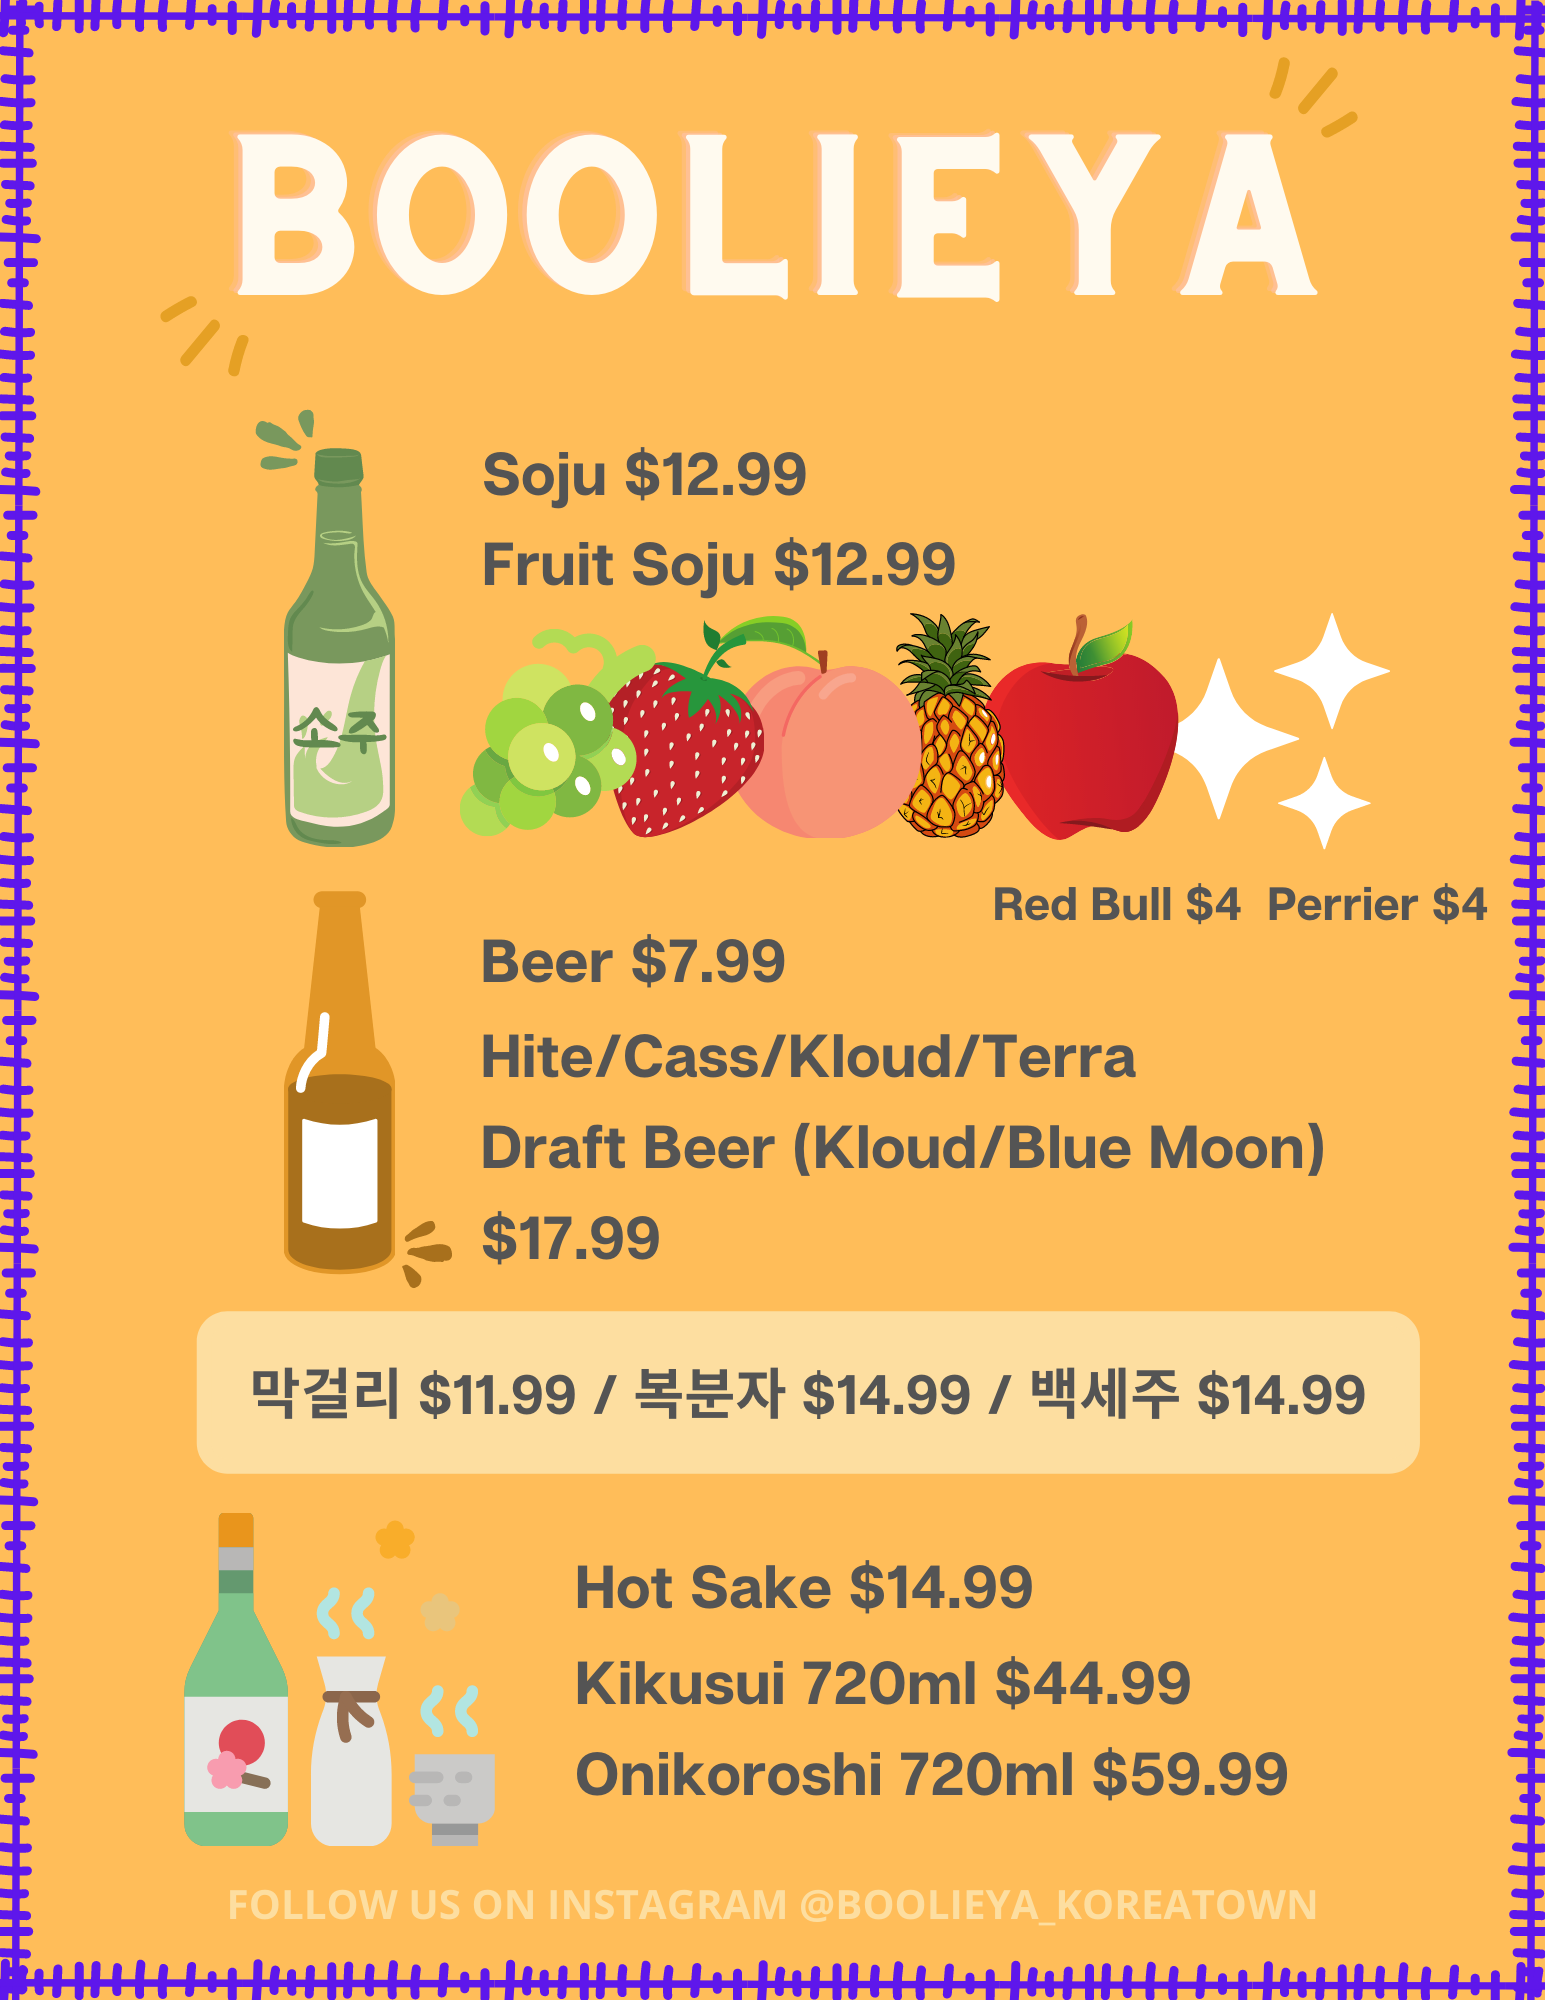 BOOLIEYA
Soju $12.99
Fruit Soju $12.99
소주
Red Bull $4 Perrier $4
Beer $7.99
Hite/Cass/Kloud/Terra
Draft Beer (Kloud/Blue Moon)
$17.99
막걸리 $11.99 / 복분자 $14.99 / 백세주 $14.99
Hot Sake $14.99
Kikusui 720ml $44.99
Onikoroshi 720ml $59.99
FOLLOW US ON INSTAGRAM @BOOLIEYA_KOREATOWN